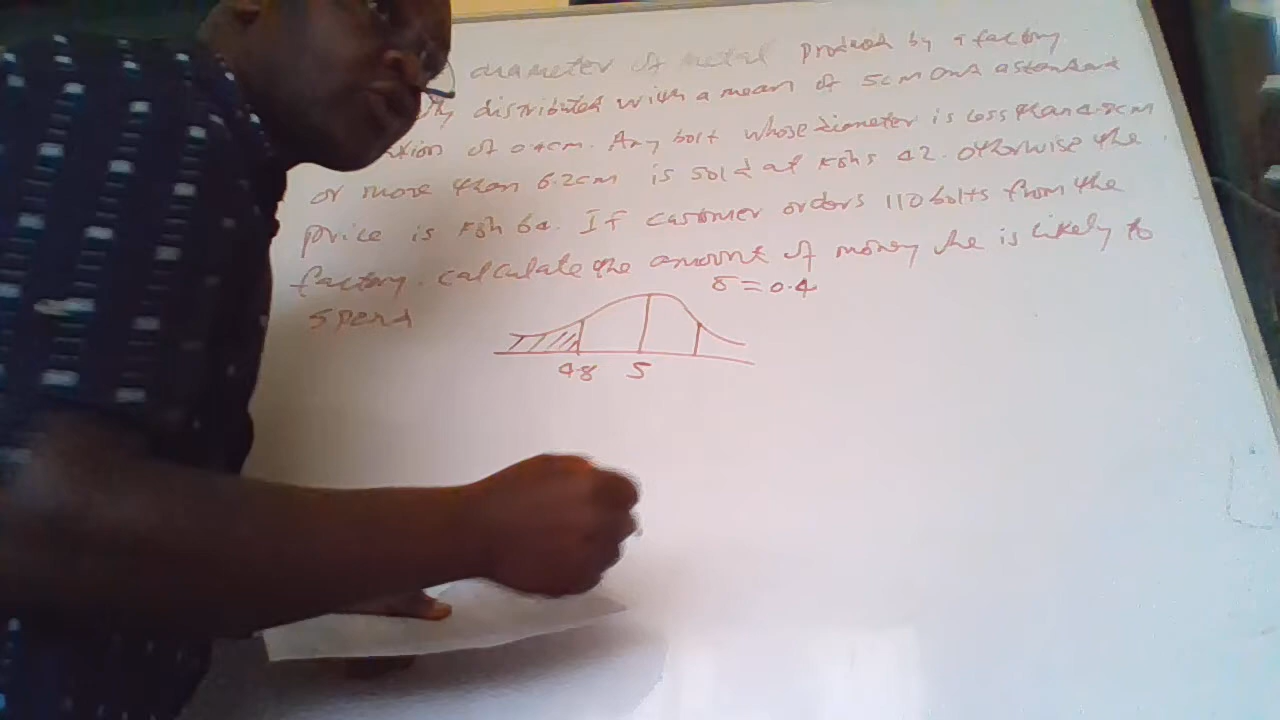 diameter of metal produced by a factory
distributed with a mean of 5cm and a standard
of 0.4cm. Any bolt whose diameter is less than 4.8cm
or more than 6.2cm is sold at Kshs 42. Otherwise the
price is Ksh 64. If customer orders 110 bolts from the
factory. calculate the amount of money he is likely to
spend
δ = 0.4
4.8 5